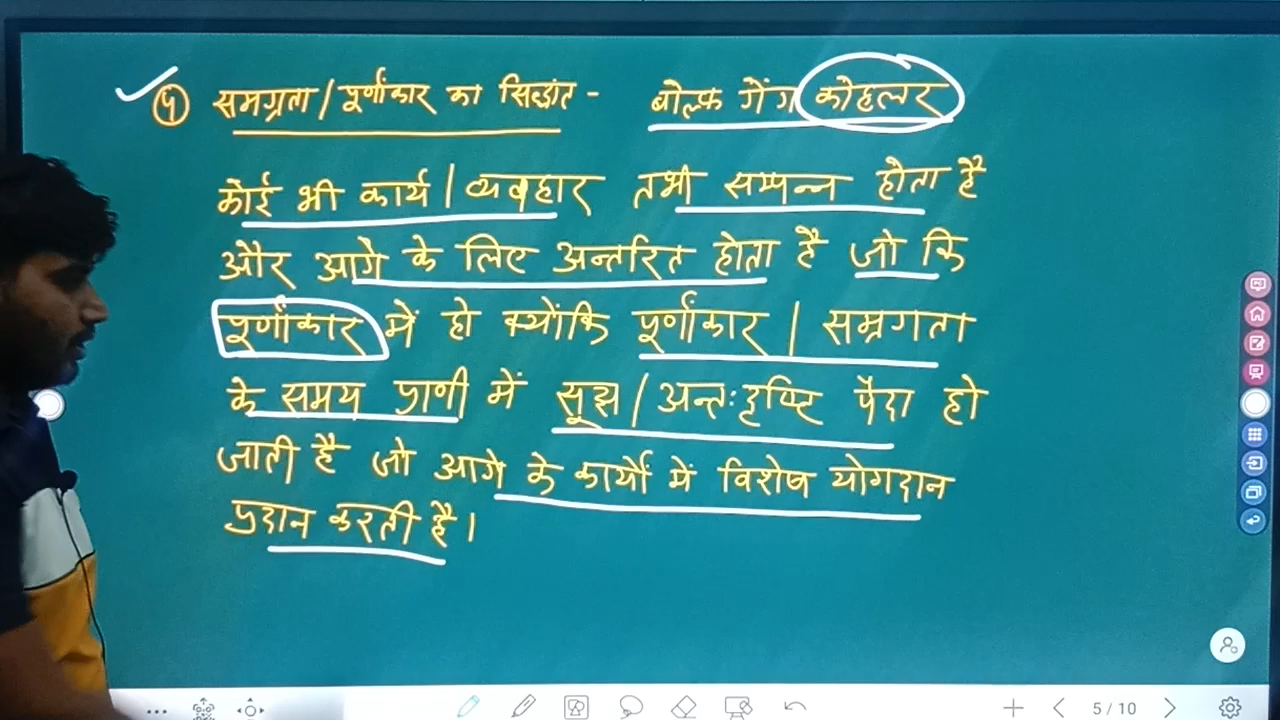 ५ समग्रता/पूर्णाकार का सिद्धांत - बोल्फ गेंग कोहलर
कोई भी कार्य/व्यवहार तभी सम्पन्न होता है
और आगे के लिए अन्तरित होता है जो कि
पूर्णाकार में हो क्योंकि पूर्णाकार / समग्रता
के समय प्राणी में सूझ/अन्तःदृष्टि पैदा हो
जाती है जो आगे के कार्यों में विशेष योगदान
प्रदान करती है।
5 / 10